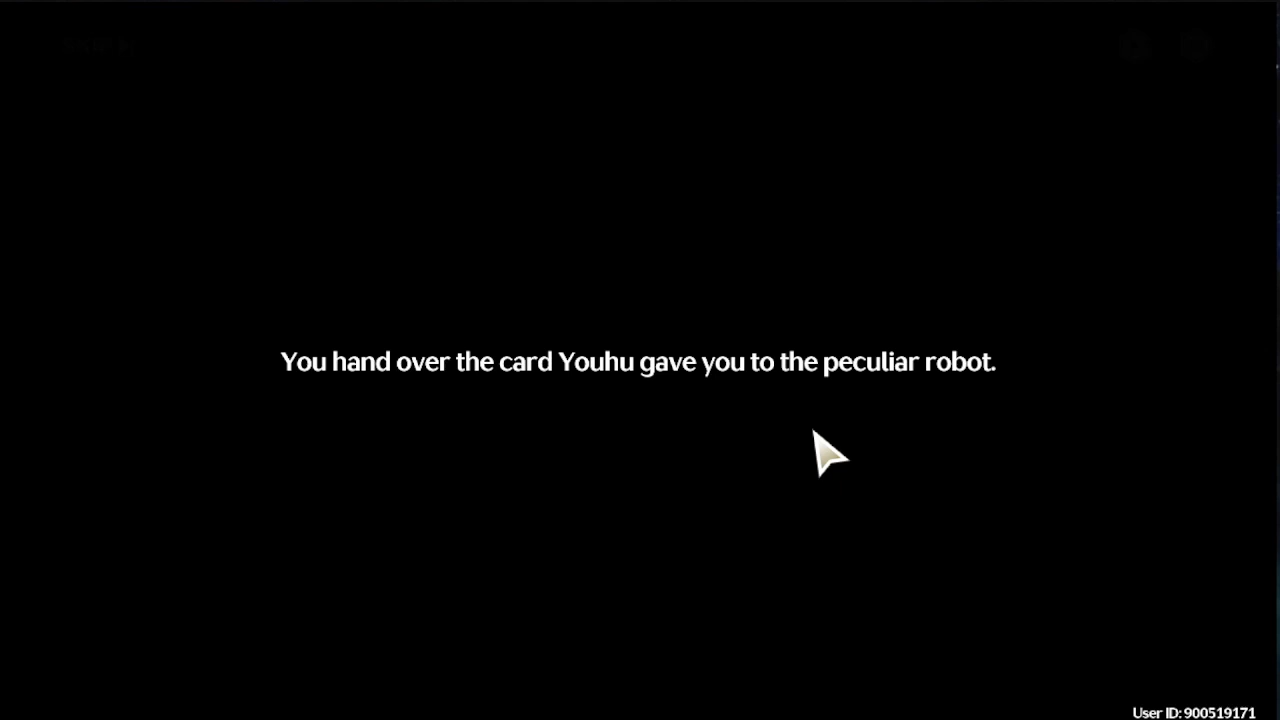 You hand over the card Youhu gave you to the peculiar robot.
User ID: 900519171